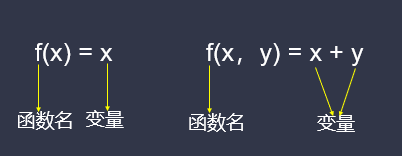 f(x) = x
f(x，y) = x + y
函数名 变量
函数名 变量